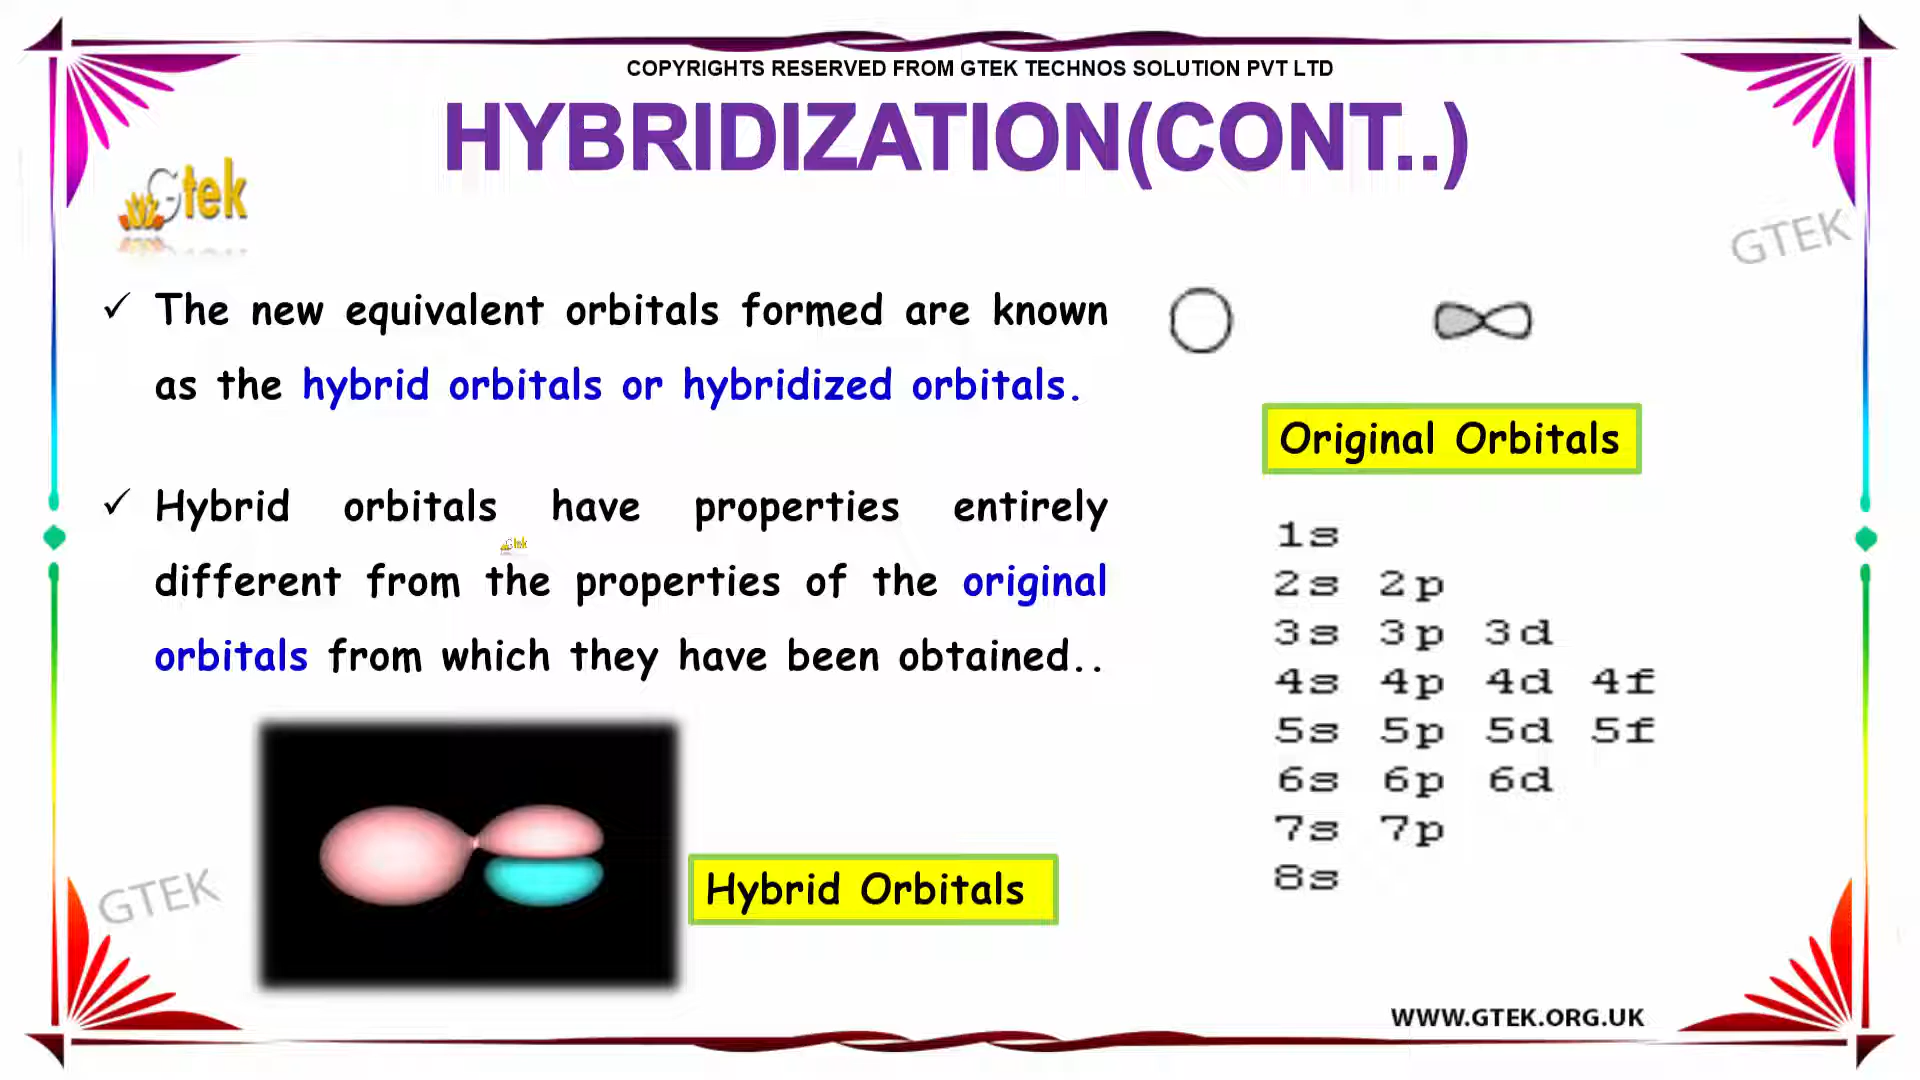 COPYRIGHTS RESERVED FROM GTEK TECHNOS SOLUTION PVT LTD
HYBRIDIZATION(CONT..)
Gtek
GTEK
✓ The new equivalent orbitals formed are known
as the hybrid orbitals or hybridized orbitals.
Original Orbitals
✓ Hybrid orbitals have properties entirely
Gtek
different from the properties of the original
orbitals from which they have been obtained..
1s
2s 2p
3s 3p 3d
4s 4p 4d 4f
5s 5p 5d 5f
6s 6p 6d
7s 7p
8s
Hybrid Orbitals
GTEK
WWW.GTEK.ORG.UK